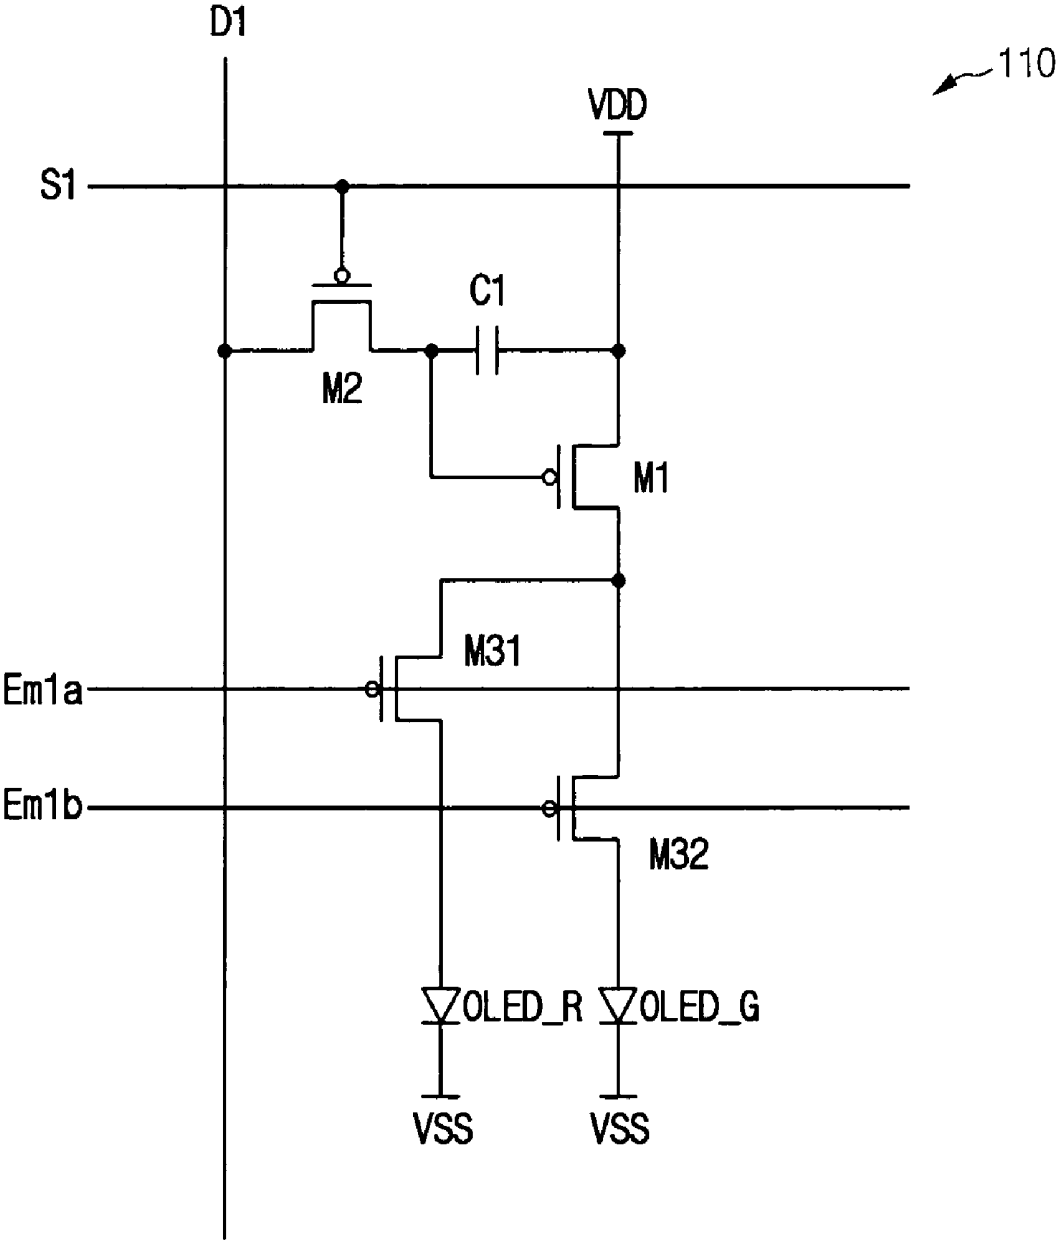 D1
110
VDD
S1
C1
M2
M1
M31
Em1a
Em1b
M32
OLED_R
OLED_G
VSS
VSS